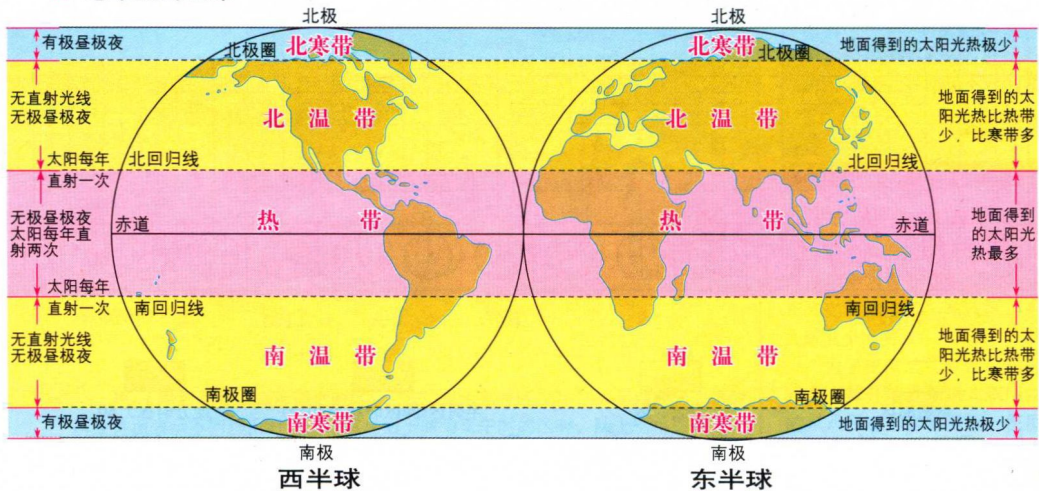 北极
北极
有极昼极夜
北极圈
北寒带
北寒带
北极圈
地面得到的太阳光热极少
无直射光线
无极昼极夜
北 温 带
北 温 带
地面得到的太
阳光热比热带
少，比寒带多
太阳每年
直射一次
北回归线
北回归线
无极昼极夜
太阳每年直
射两次
赤道
热 带
热 带
赤道
地面得到
的太阳光
热最多
太阳每年
直射一次
南回归线
南回归线
无直射光线
无极昼极夜
南 温 带
南 温 带
地面得到的太
阳光热比热带
少，比寒带多
南极圈
南极圈
有极昼极夜
南寒带
南寒带
地面得到的太阳光热极少
南极
南极
西半球
东半球